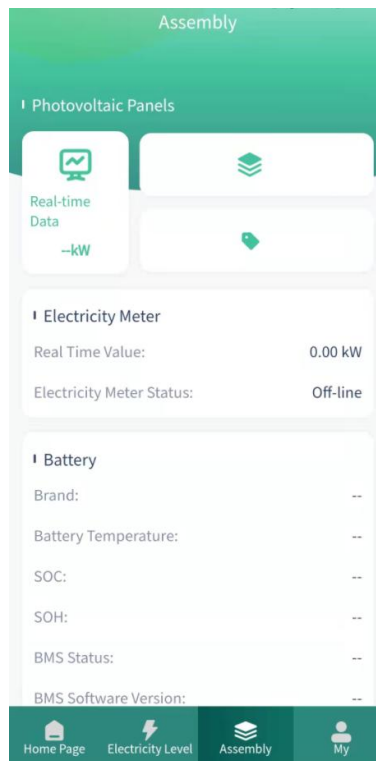 Assembly
Photovoltaic Panels
Real-time
Data
--kW
Electricity Meter
Real Time Value: 0.00 kW
Electricity Meter Status: Off-line
Battery
Brand: --
Battery Temperature: --
SOC: --
SOH: --
BMS Status: --
BMS Software Version: --
Home Page Electricity Level Assembly My